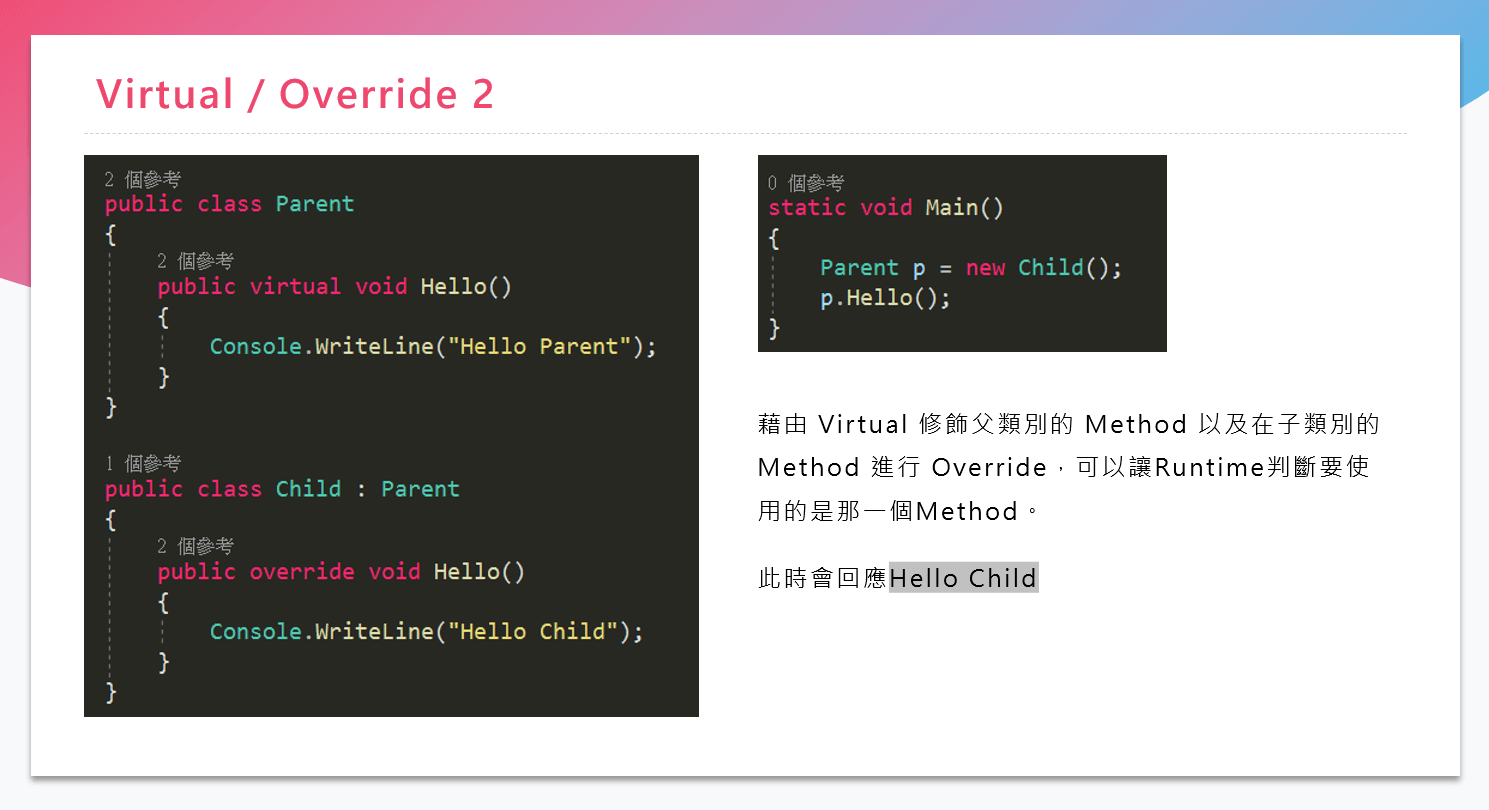 Virtual / Override 2
2 個參考
public class Parent
{
2 個參考
public virtual void Hello()
{
Console.WriteLine("Hello Parent");
}
}
1 個參考
public class Child : Parent
{
2 個參考
public override void Hello()
{
Console.WriteLine("Hello Child");
}
}
0 個參考
static void Main()
{
Parent p = new Child();
p.Hello();
}
藉由 Virtual 修飾父類別的 Method 以及在子類別的
Method 進行 Override，可以讓Runtime判斷要使
用的是那一個Method。
此時會回應Hello Child